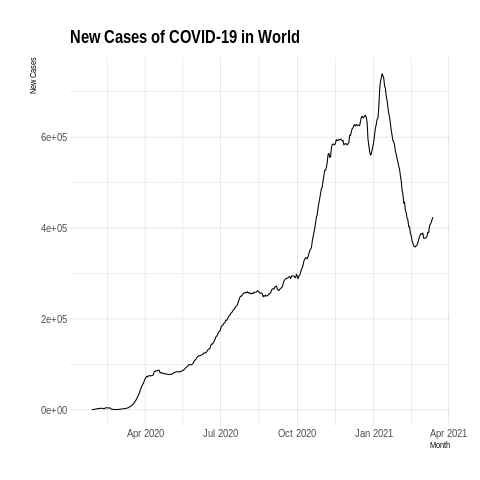 New Cases of COVID-19 in World
New Cases
6e+05
4e+05
2e+05
0e+00
Apr 2020 Jul 2020 Oct 2020 Jan 2021 Apr 2021
Month